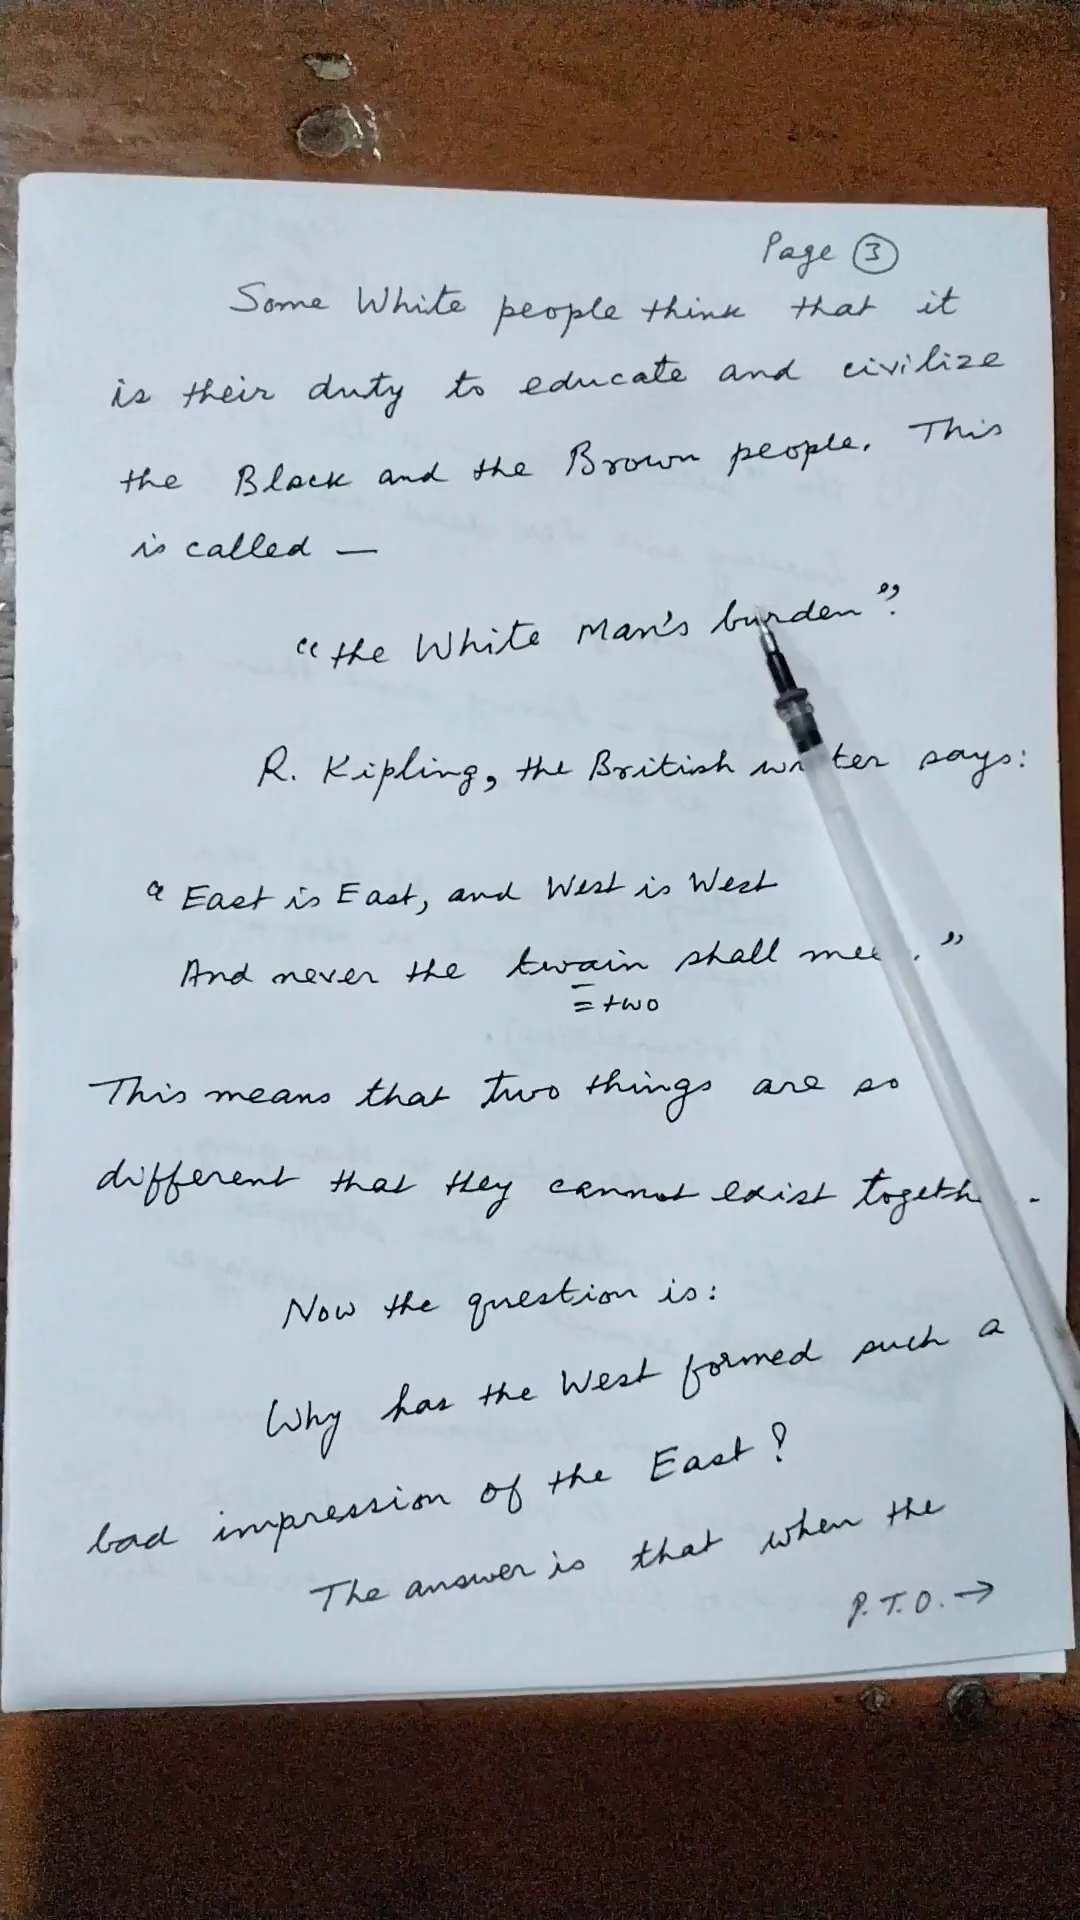 Page ③
Some White people think that it
is their duty to educate and civilize
the Black and the Brown people. This
is called —
"the White Man's burden"
R. Kipling, the British writer says:
"East is East, and West is West
And never the twain shall mee."
= two
This means that two things are so
different that they cannot exist togeth .
Now the question is:
Why has the West formed such a
bad impression of the East?
The answer is that when the
P.T.O. →